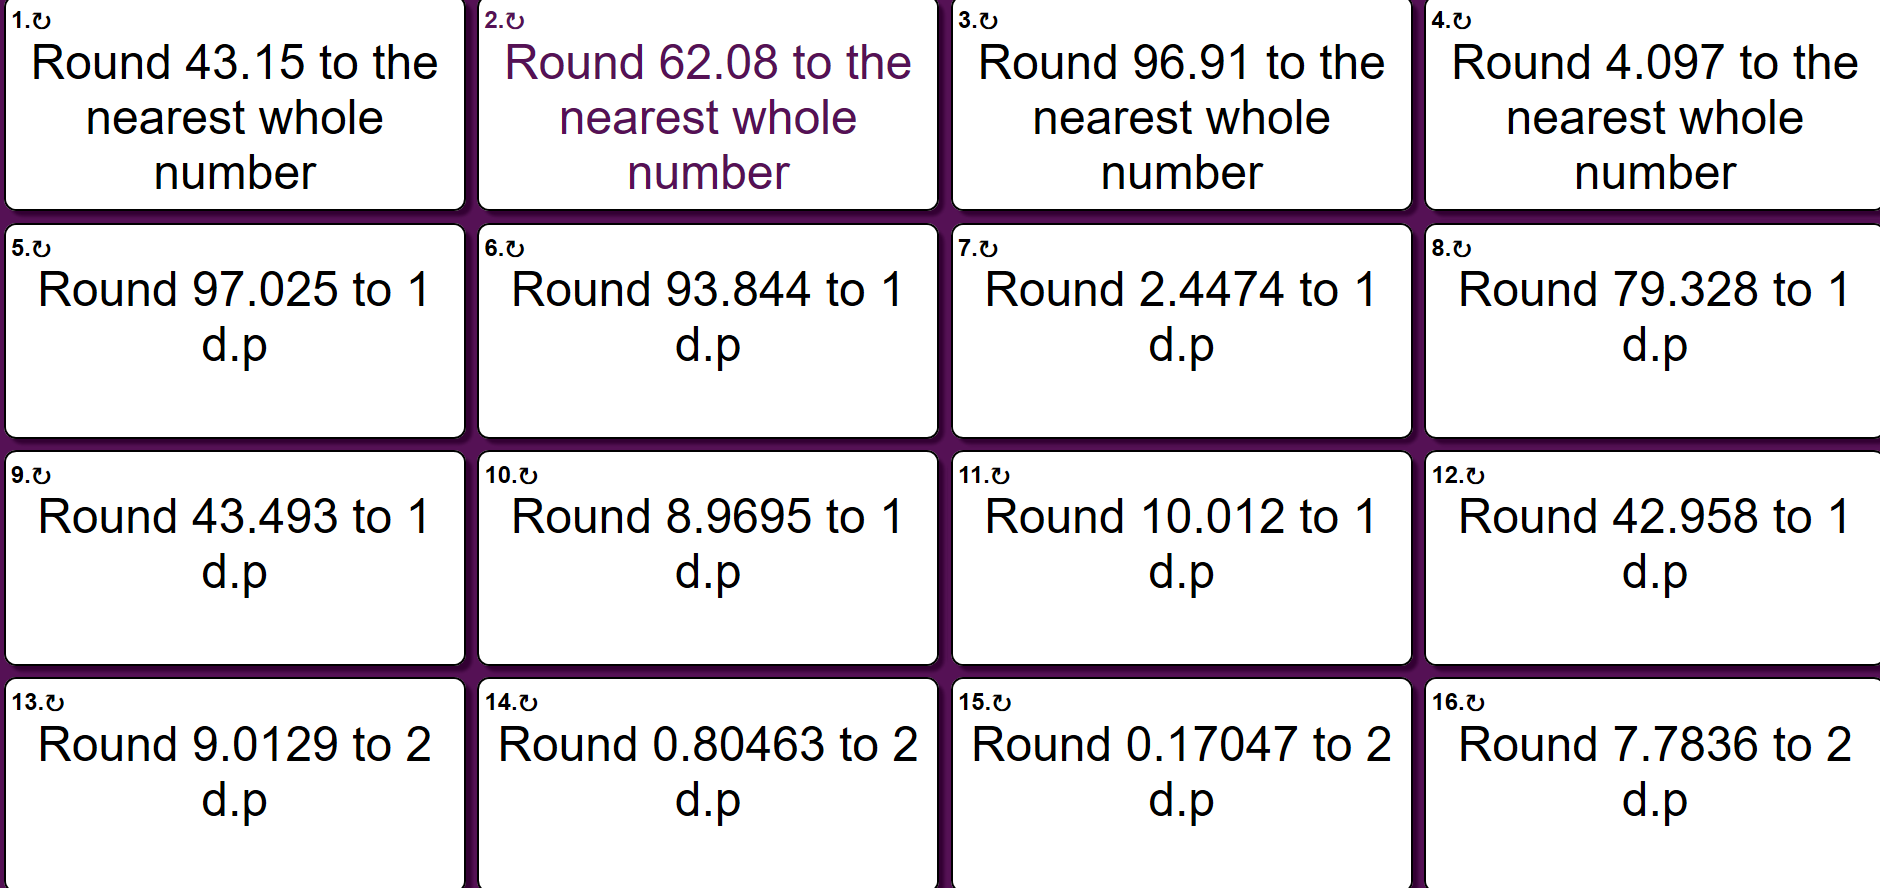 1.↻
Round 43.15 to the
nearest whole
number
2.↻
Round 62.08 to the
nearest whole
number
3.↻
Round 96.91 to the
nearest whole
number
4.↻
Round 4.097 to the
nearest whole
number
5.↻
Round 97.025 to 1
d.p
6.↻
Round 93.844 to 1
d.p
7.↻
Round 2.4474 to 1
d.p
8.↻
Round 79.328 to 1
d.p
9.↻
Round 43.493 to 1
d.p
10.↻
Round 8.9695 to 1
d.p
11.↻
Round 10.012 to 1
d.p
12.↻
Round 42.958 to 1
d.p
13.↻
Round 9.0129 to 2
d.p
14.↻
Round 0.80463 to 2
d.p
15.↻
Round 0.17047 to 2
d.p
16.↻
Round 7.7836 to 2
d.p